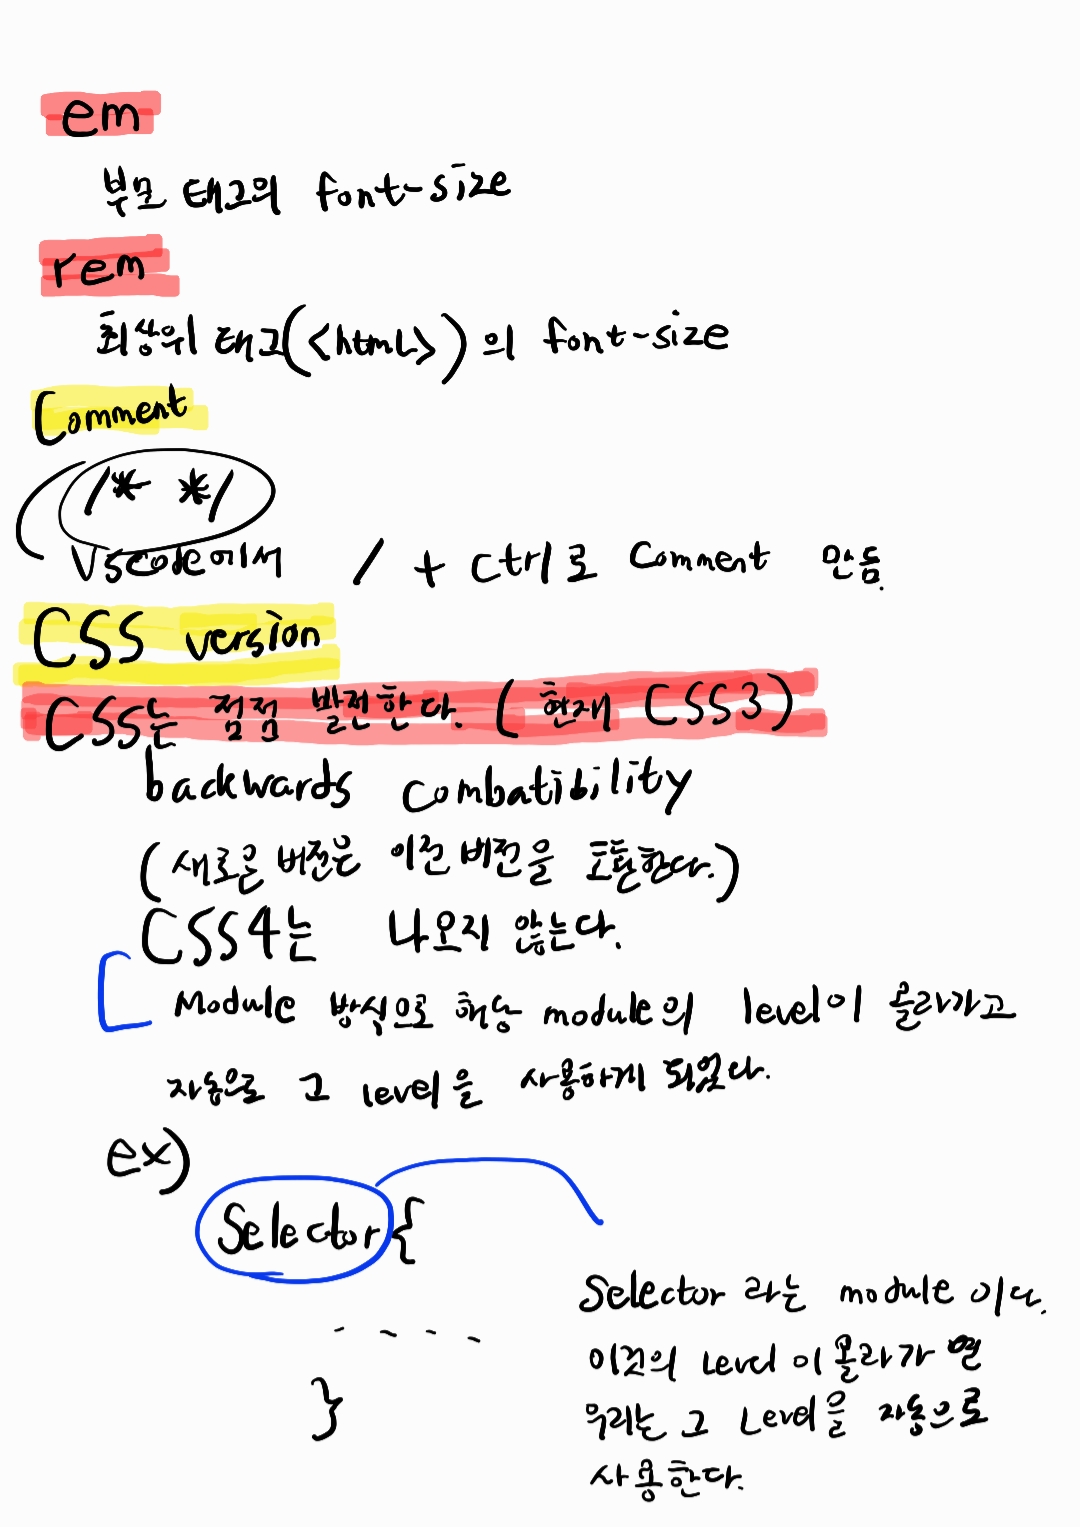 em
부모 태그의 font-size
rem
최상위 태그(<html>)의 font-size
Comment
/* */
Vscode에서 / + ctrl로 comment 만듬.
CSS version
CSS는 점점 발전한다. (현재 CSS3)
backwards combatibility
(새로운 버전은 이전 버전을 포함한다.)
CSS4는 나오지 않는다.
Module 방식으로 해당 module의 level이 올라가고
자동으로 그 level을 사용하게 되었다.
ex)
Selector{
. . . .
}
Selector 라는 module이다.
이것의 level이 올라가면
우리는 그 level을 자동으로
사용한다.